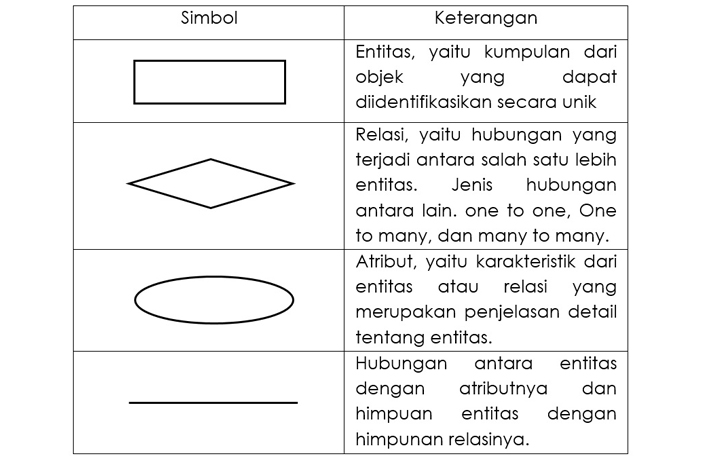 Simbol
Keterangan
Entitas, yaitu kumpulan dari
objek yang dapat
diidentifikasikan secara unik
Relasi, yaitu hubungan yang
terjadi antara salah satu lebih
entitas. Jenis hubungan
antara lain. one to one, One
to many, dan many to many.
Atribut, yaitu karakteristik dari
entitas atau relasi yang
merupakan penjelasan detail
tentang entitas.
Hubungan antara entitas
dengan atributnya dan
himpuan entitas dengan
himpunan relasinya.